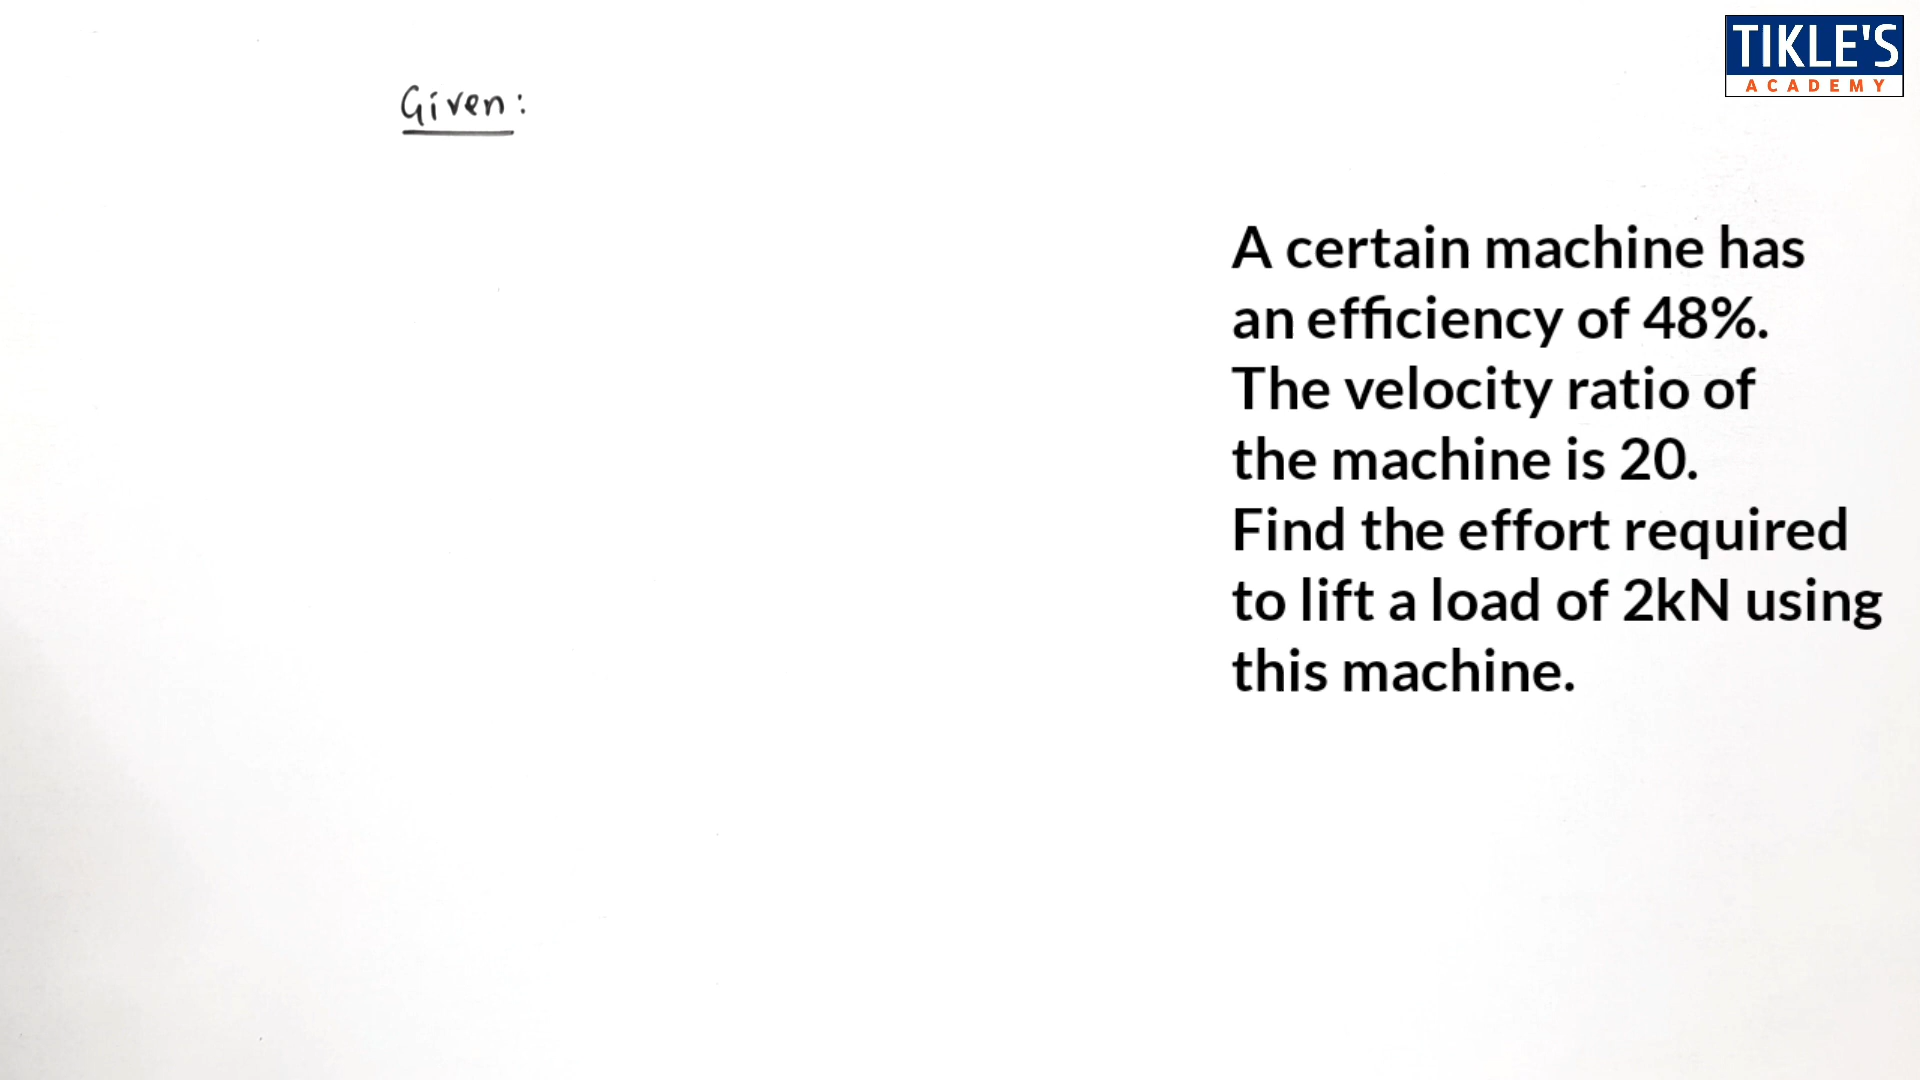 TIKLE'S
ACADEMY
Given:
A certain machine has
an efficiency of 48%.
The velocity ratio of
the machine is 20.
Find the effort required
to lift a load of 2kN using
this machine.